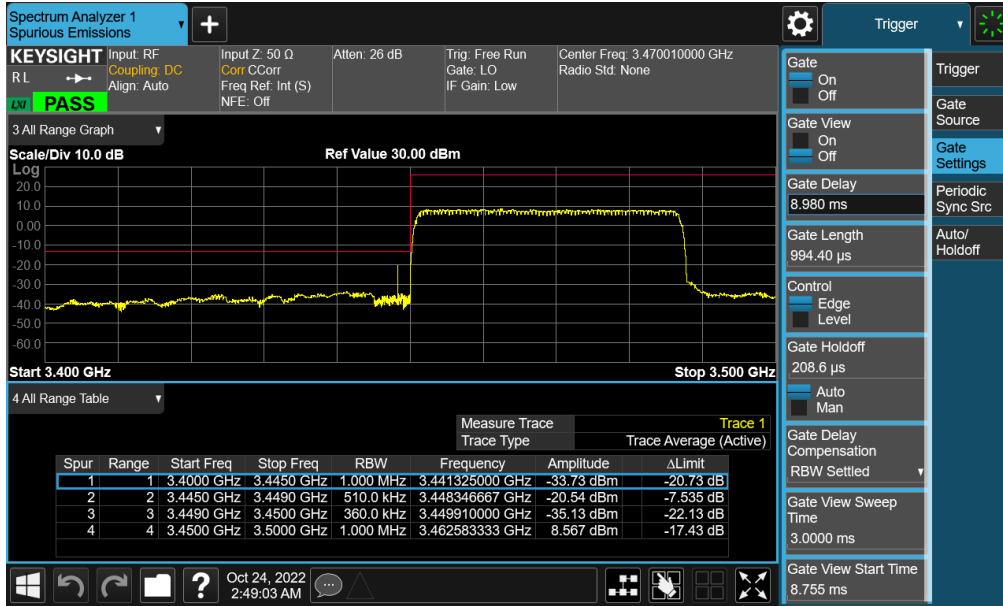 Spectrum Analyzer 1
Spurious Emissions
+
Trigger
KEYSIGHT
RL
LXI PASS
Input: RF
Coupling: DC
Align: Auto
Input Z: 50 Ω
Corr CCorr
Freq Ref: Int (S)
NFE: Off
Atten: 26 dB
Trig: Free Run
Gate: LO
IF Gain: Low
Center Freq: 3.470010000 GHz
Radio Std: None
3 All Range Graph
Scale/Div 10.0 dB
Ref Value 30.00 dBm
Log
20.0
10.0
0.00
-10.0
-20.0
-30.0
-40.0
-50.0
-60.0
Start 3.400 GHz
Stop 3.500 GHz
4 All Range Table
Measure Trace Trace 1
Trace Type Trace Average (Active)
Spur Range Start Freq Stop Freq RBW Frequency Amplitude ΔLimit
1 1 3.4000 GHz 3.4450 GHz 1.000 MHz 3.441325000 GHz -33.73 dBm -20.73 dB
2 2 3.4450 GHz 3.4490 GHz 510.0 kHz 3.448346667 GHz -20.54 dBm -7.535 dB
3 3 3.4490 GHz 3.4500 GHz 360.0 kHz 3.449910000 GHz -35.13 dBm -22.13 dB
4 4 3.4500 GHz 3.5000 GHz 1.000 MHz 3.462583333 GHz 8.567 dBm -17.43 dB
?
Oct 24, 2022
2:49:03 AM
Gate
On
Off
Gate View
On
Off
Gate Delay
8.980 ms
Gate Length
994.40 µs
Control
Edge
Level
Gate Holdoff
208.6 µs
Auto
Man
Gate Delay
Compensation
RBW Settled
Gate View Sweep
Time
3.0000 ms
Gate View Start Time
8.755 ms
Trigger
Gate
Source
Gate
Settings
Periodic
Sync Src
Auto/
Holdoff